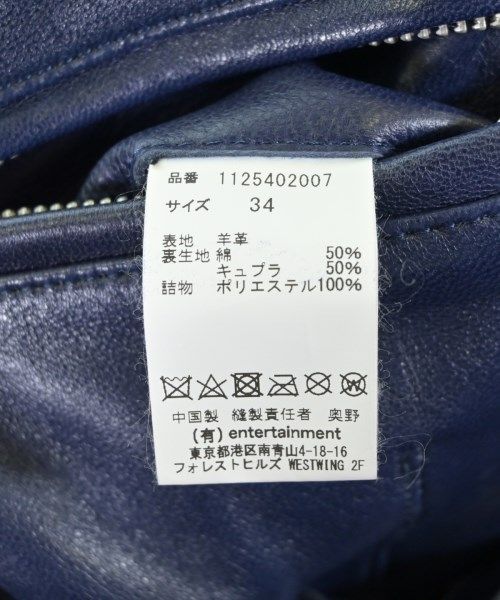 品番 1125402007
サイズ 34
表地 羊革
裏生地 綿 50%
キュプラ 50%
詰物 ポリエステル100%
中国製 縫製責任者 奥野
(有) entertainment
東京都港区南青山4-18-16
フォレストヒルズ WESTWING 2F